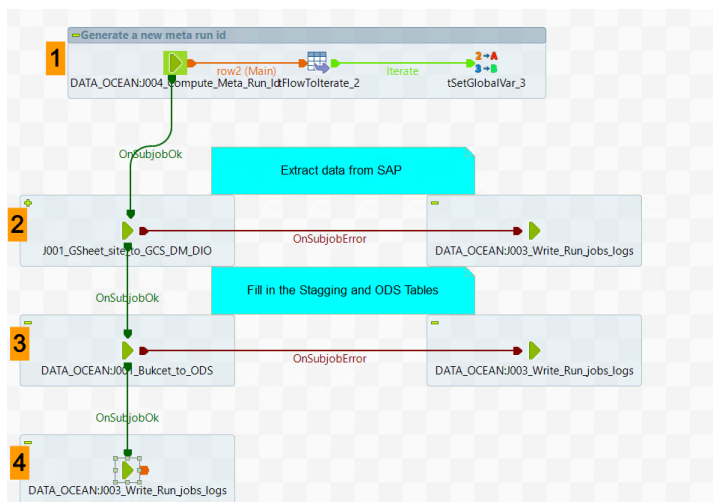 Generate a new meta run id
1
row2 (Main)
Iterate
DATA_OCEAN:J004_Compute_Meta_Run_Id
tFlowToIterate_2
tSetGlobalVar_3
OnSubjobOk
Extract data from SAP
2
OnSubjobError
J001_GSheet_site_to_GCS_DM_DIO
DATA_OCEAN:J003_Write_Run_jobs_logs
OnSubjobOk
Fill in the Stagging and ODS Tables
3
OnSubjobError
DATA_OCEAN:J001_Bukcet_to_ODS
DATA_OCEAN:J003_Write_Run_jobs_logs
OnSubjobOk
4
DATA_OCEAN:J003_Write_Run_jobs_logs